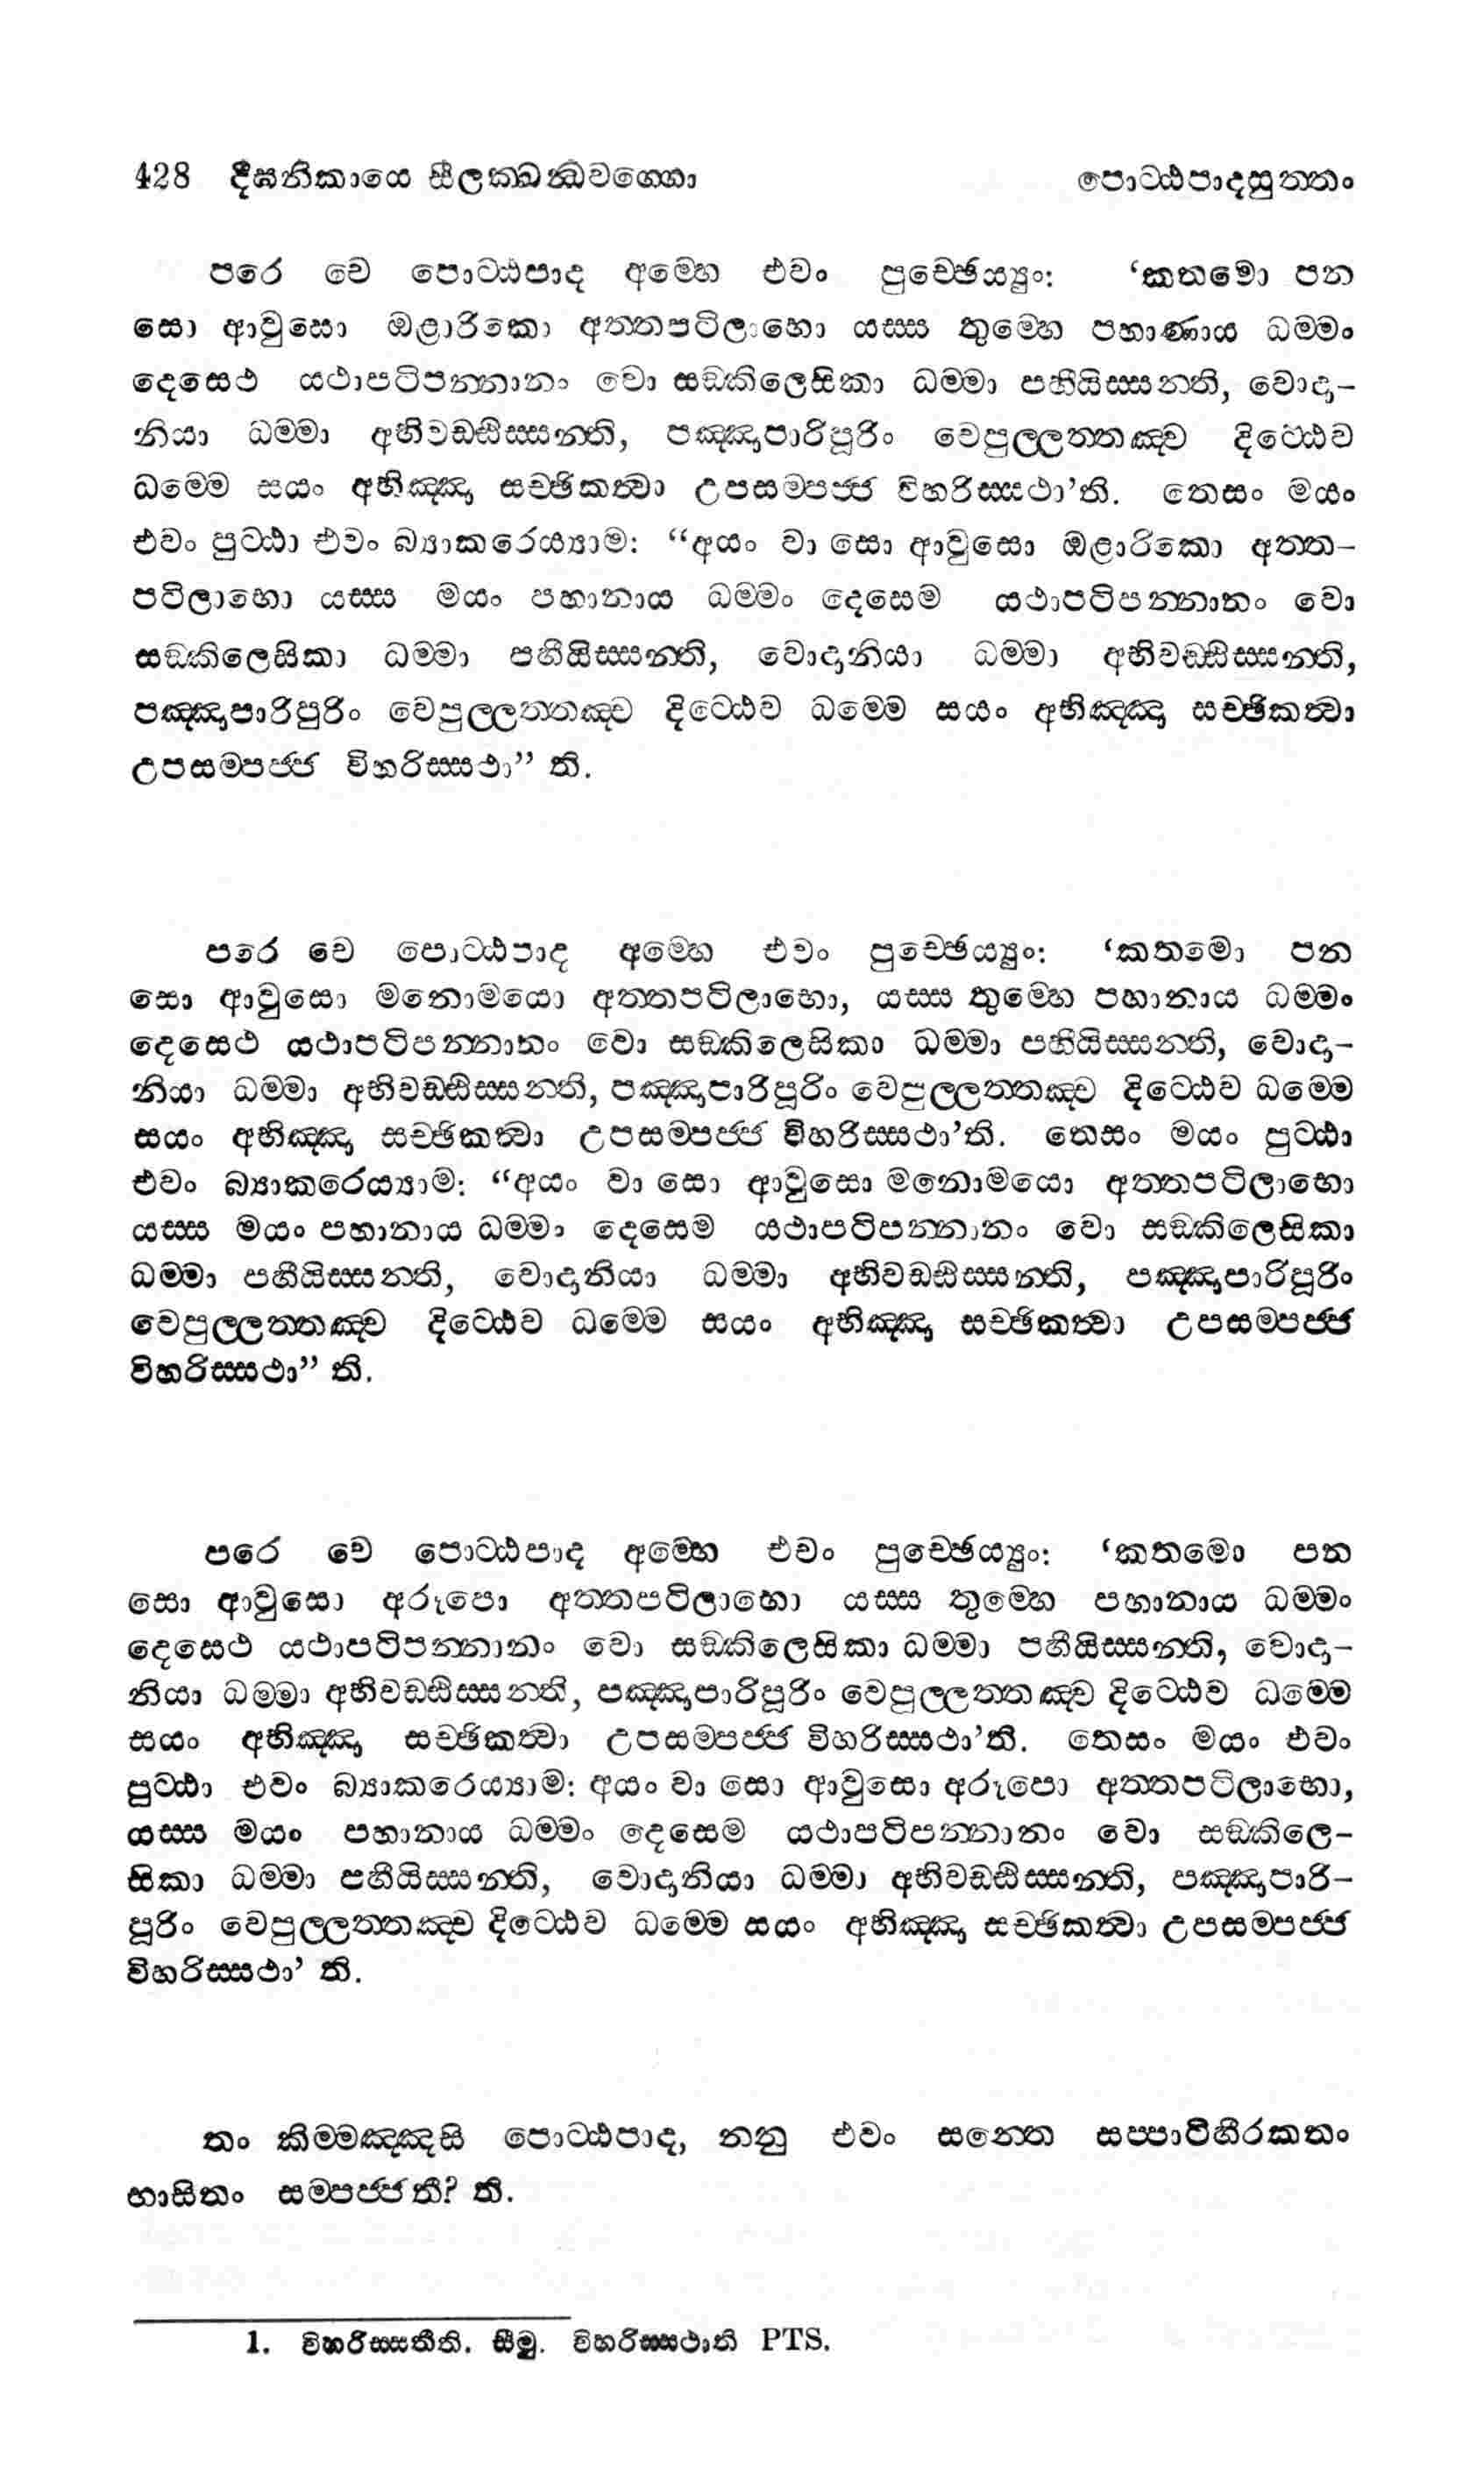 428 දීඝනිකායෙ සීලක්ඛන්ධවග්ගො පොට්ඨපාදසුත්තං
පරෙ චෙ පොට්ඨපාද අම්හෙ එවං පුච්ඡෙය්‍යුං: ‘කතමො පන
සො ආවුසො ඔළාරිකො අත්තපටිලාභො යස්ස තුම්හෙ පහාණාය ධම්මං
දෙසෙථ යථාපටිපන්නානං වො සඞ්කිලෙසිකා ධම්මා පහීයිස්සන්ති, වොදා-
නියා ධම්මා අභිවඩ්ඪිස්සන්ති, පඤ්ඤාපාරිපූරිං වෙපුල්ලත්තඤ්ච දිට්ඨෙව
ධම්මෙ සයං අභිඤ්ඤා සච්ඡිකත්වා උපසම්පජ්ජ විහරිස්සථා’ති. තෙසං මයං
එවං පුට්ඨා එවං බ්‍යාකරෙය්‍යාම: “අයං වා සො ආවුසො ඔළාරිකො අත්ත-
පටිලාභො යස්ස මයං පහානාය ධම්මං දෙසෙම යථාපටිපන්නානං වො
සඞ්කිලෙසිකා ධම්මා පහීයිස්සන්ති, වොදානියා ධම්මා අභිවඩ්ඪිස්සන්ති,
පඤ්ඤාපාරිපුරිං වෙපුල්ලත්තඤ්ච දිට්ඨෙව ධම්මෙ සයං අභිඤ්ඤා සච්ඡිකත්වා
උපසම්පජ්ජ විහරිස්සථා” ති.
පරෙ චෙ පොට්ඨපාද අම්හෙ එවං පුච්ඡෙය්‍යුං: ‘කතමො පන
සො ආවුසො මනොමයො අත්තපටිලාභො, යස්ස තුම්හෙ පහානාය ධම්මං
දෙසෙථ යථාපටිපන්නානං වො සඞ්කිලෙසිකා ධම්මා පහීයිස්සන්ති, වොදා-
නියා ධම්මා අභිවඩ්ඪිස්සන්ති, පඤ්ඤාපාරිපූරිං වෙපුල්ලත්තඤ්ච දිට්ඨෙව ධම්මෙ
සයං අභිඤ්ඤා සච්ඡිකත්වා උපසම්පජ්ජ විහරිස්සථා’ති. තෙසං මයං පුට්ඨා
එවං බ්‍යාකරෙය්‍යාම: “අයං වා සො ආවුසො මනොමයො අත්තපටිලාභො
යස්ස මයං පහානාය ධම්මං දෙසෙම යථාපටිපන්නානං වො සඞ්කිලෙසිකා
ධම්මා පහීයිස්සන්ති, වොදානියා ධම්මා අභිවඩ්ඪිස්සන්ති, පඤ්ඤාපාරිපූරිං
වෙපුල්ලත්තඤ්ච දිට්ඨෙව ධම්මෙ සයං අභිඤ්ඤා සච්ඡිකත්වා උපසම්පජ්ජ
විහරිස්සථා” ති.
පරෙ චෙ පොට්ඨපාද අම්හෙ එවං පුච්ඡෙය්‍යුං: ‘කතමො පන
සො ආවුසො අරූපො අත්තපටිලාභො යස්ස තුම්හෙ පහානාය ධම්මං
දෙසෙථ යථාපටිපන්නානං වො සඞ්කිලෙසිකා ධම්මා පහීයිස්සන්ති, වොදා-
නියා ධම්මා අභිවඩ්ඪිස්සන්ති, පඤ්ඤාපාරිපූරිං වෙපුල්ලත්තඤ්ච දිට්ඨෙව ධම්මෙ
සයං අභිඤ්ඤා සච්ඡිකත්වා උපසම්පජ්ජ විහරිස්සථා’ති. තෙසං මයං එවං
පුට්ඨා එවං බ්‍යාකරෙය්‍යාම: අයං වා සො ආවුසො අරූපො අත්තපටිලාභො,
යස්ස මයං පහානාය ධම්මං දෙසෙම යථාපටිපන්නානං වො සඞ්කිලෙ-
සිකා ධම්මා පහීයිස්සන්ති, වොදානියා ධම්මා අභිවඩ්ඪිස්සන්ති, පඤ්ඤාපාරි-
පූරිං වෙපුල්ලත්තඤ්ච දිට්ඨෙව ධම්මෙ සයං අභිඤ්ඤා සච්ඡිකත්වා උපසම්පජ්ජ
විහරිස්සථා’ ති.
තං කිම්මඤ්ඤසි පොට්ඨපාද, නනු එවං සන්තෙ සප්පාටිහීරකතං
භාසිතං සම්පජ්ජතී? ති.
1. විහරිස්සතීති. සීමු. විහරිස්සථාති PTS.